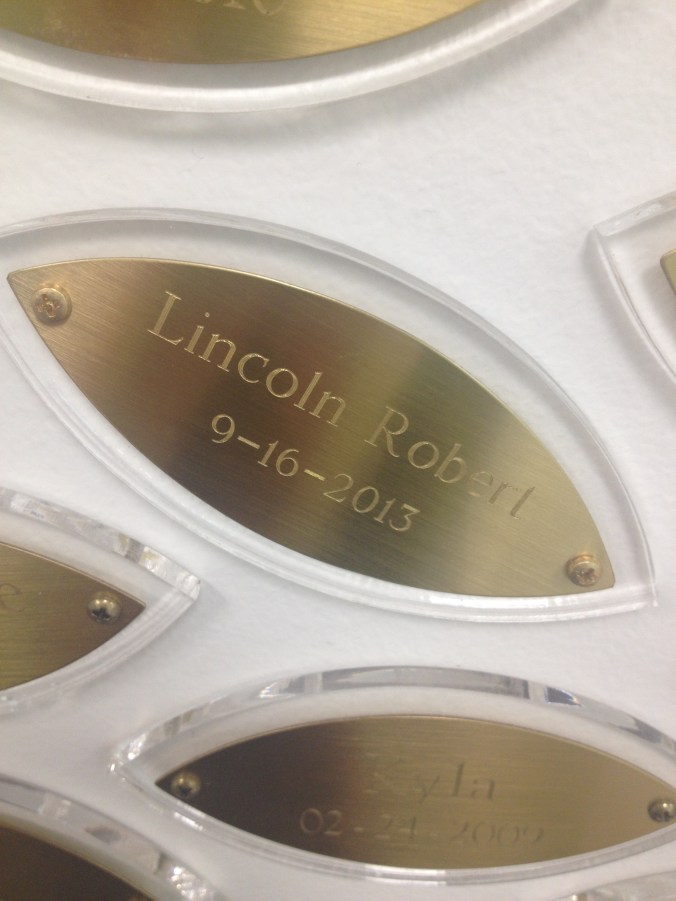 Lincoln Robert
9-16-2013
Kyla
02-24-2009